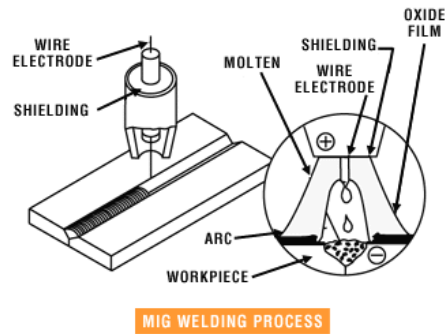 WIRE
ELECTRODE
SHIELDING
OXIDE
FILM
SHIELDING
MOLTEN
WIRE
ELECTRODE
+
ARC
WORKPIECE
−
MIG WELDING PROCESS